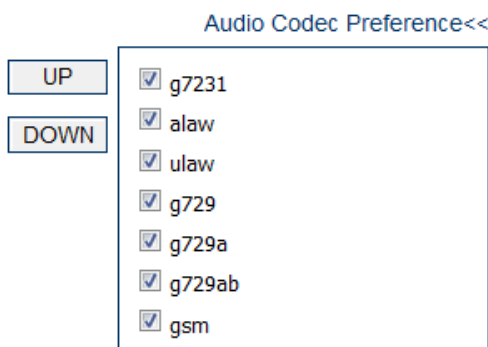 Audio Codec Preference<<
UP
DOWN
g7231
alaw
ulaw
g729
g729a
g729ab
gsm